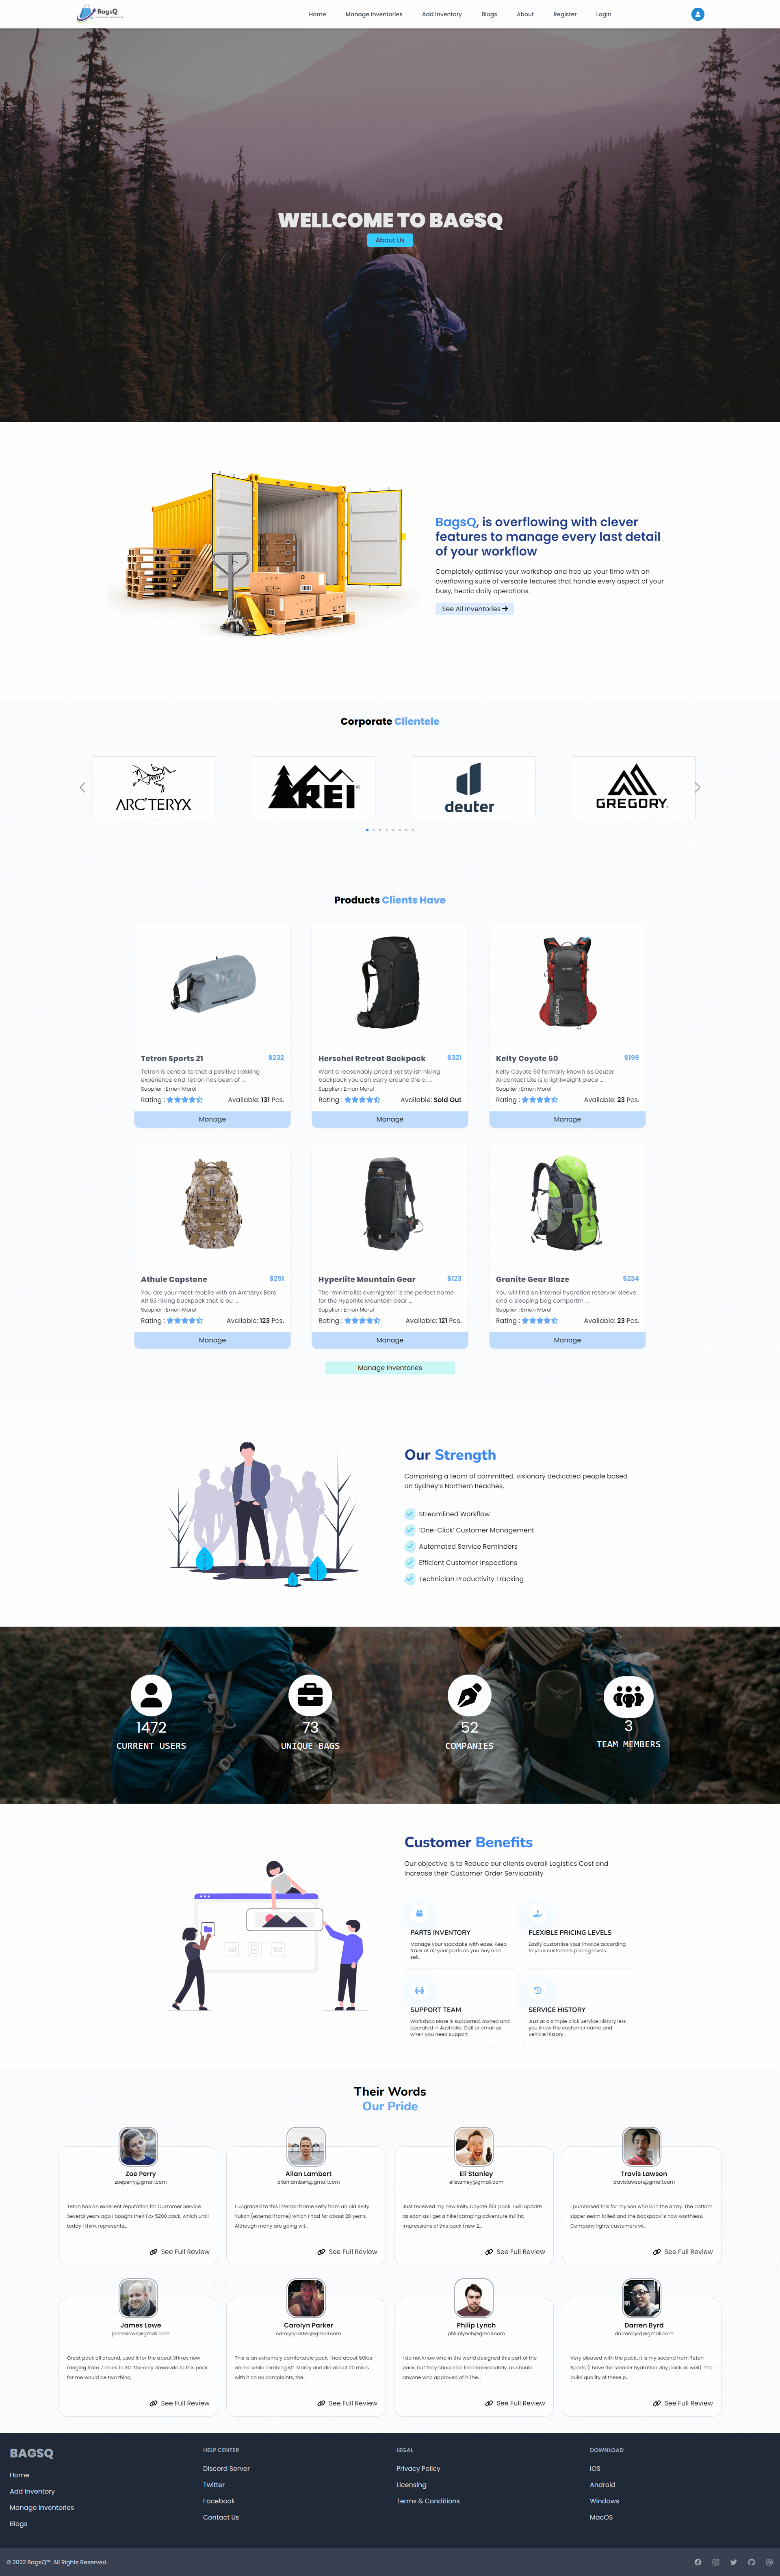 BagsQ
Home
Manage Inventories
Add Inventory
Blogs
About
Register
Login
WELLCOME TO BAGSQ
About Us
BagsQ, is overflowing with clever
features to manage every last detail
of your workflow
Completely optimise your workshop and free up your time with an
overflowing suite of versatile features that handle every aspect of your
busy, hectic daily operations.
See All Inventories
Corporate Clientele
ARC'TERYX
REI
deuter
GREGORY
Products Clients Have
Tetron Sports 21 $232
Tetron is central to that a positive trekking
experience and Tetron has been of ...
Supplier : Emon Moral
Rating : Available: 131 Pcs.
Manage
Herschel Retreat Backpack $321
Want a reasonably priced yet stylish hiking
backpack you can carry around the ci ...
Supplier : Emon Moral
Rating : Available: Sold Out
Manage
Kelty Coyote 60 $198
Kelty Coyote 60 formally known as Deuter
Aircontact Lite is a lightweight piece ...
Supplier : Emon Moral
Rating : Available: 23 Pcs.
Manage
Athule Capstone $251
You are your most mobile with an Arc'teryx Bora
AR 63 hiking backpack that is bu ...
Supplier : Emon Moral
Rating : Available: 123 Pcs.
Manage
Hyperlite Mountain Gear $123
The 'minimalist overnighter' is the perfect name
for the Hyperlite Mountain Gear ...
Supplier : Emon Moral
Rating : Available: 121 Pcs.
Manage
Granite Gear Blaze $234
You will find an internal hydration reservoir sleeve
and a sleeping bag compartm ...
Supplier : Emon Moral
Rating : Available: 23 Pcs.
Manage
Manage Inventories
Our Strength
Comprising a team of committed, visionary dedicated people based
on Sydney's Northern Beaches,
Streamlined Workflow
'One-Click' Customer Management
Automated Service Reminders
Efficient Customer Inspections
Technician Productivity Tracking
1472
CURRENT USERS
73
UNIQUE BAGS
52
COMPANIES
3
TEAM MEMBERS
Customer Benefits
Our objective is to Reduce our clients overall Logistics Cost and
Increase their Customer Order Servicability
PARTS INVENTORY
Manage your stocktake with ease. Keep
track of all your parts as you buy and
sell.
FLEXIBLE PRICING LEVELS
Easily customise your invoice according
to your customers pricing levels.
SUPPORT TEAM
Workshop Mate is supported, owned and
operated in Australia. Call or email us
when you need support
SERVICE HISTORY
Just at a simple click Service History lets
you know the customer name and
vehicle history
Their Words
Our Pride
Zoe Perry
zoeperry@gmail.com
Teton has an excellent reputation for Customer Service.
Several years ago I bought their Fox 5200 pack, which until
today I think represents...
See Full Review
Allan Lambert
allanlambert@gmail.com
I upgraded to this internal frame Kelty from an old Kelty
Yukon (external frame) which I had for about 20 years.
Although many are going wit...
See Full Review
Eli Stanley
elistanley@gmail.com
Just received my new Kelty Coyote 85L pack. I will update
as soon as I get a hike/camping adventure in.First
impressions of this pack (new 2...
See Full Review
Travis Lawson
travislawson@gmail.com
I purchased this for my son who is in the army. The bottom
zipper seam failed and the backpack is now worthless.
Company fights customers wi...
See Full Review
James Lowe
jameslowe@gmail.com
Great pack all around, used it for the about 3Hikes now
ranging from 7 miles to 30. The only downside to this pack
for me would be two thing...
See Full Review
Carolyn Parker
carolynparker@gmail.com
This is an extremely comfortable pack, I had about 50lbs
on me while climbing Mt. Marcy and did about 20 miles
with it on no complaints, the...
See Full Review
Philip Lynch
philiplynch@gmail.com
I do not know who in the world designed this part of the
pack, but they should be fired immediately, as should
anyone who approved of it.The...
See Full Review
Darren Byrd
darrenbyrd@gmail.com
Very pleased with the pack...it is my second from Teton
Sports (I have the smaller hydration day pack as well). The
build quality of these p...
See Full Review
BAGSQ
Home
Add Inventory
Manage Inventories
Blogs
HELP CENTER
Discord Server
Twitter
Facebook
Contact Us
LEGAL
Privacy Policy
Licensing
Terms & Conditions
DOWNLOAD
iOS
Android
Windows
MacOS
© 2022 BagsQ™. All Rights Reserved.